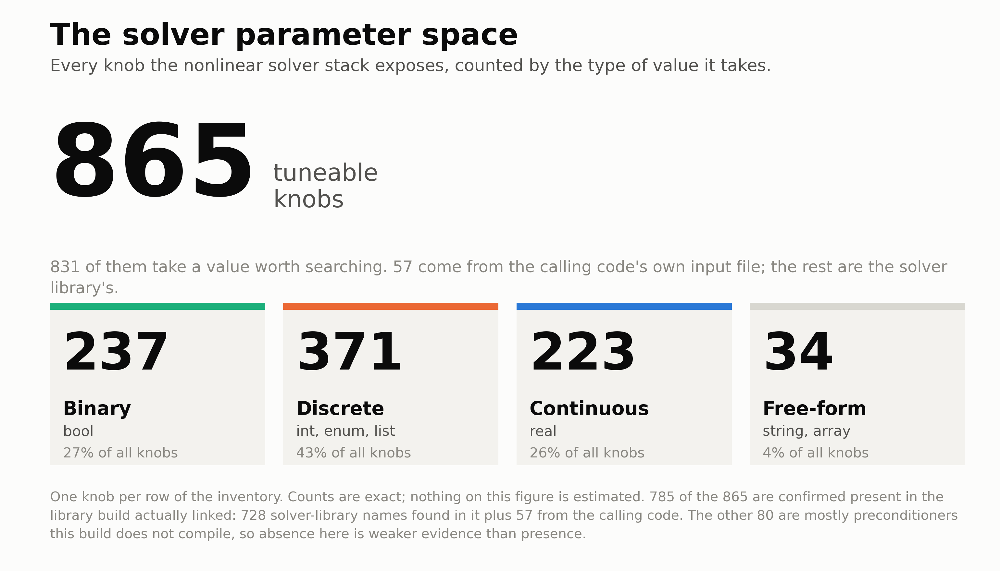 The solver parameter space
Every knob the nonlinear solver stack exposes, counted by the type of value it takes.
865
tuneable
knobs
831 of them take a value worth searching. 57 come from the calling code's own input file; the rest are the solver
library's.
237
Binary
bool
27% of all knobs
371
Discrete
int, enum, list
43% of all knobs
223
Continuous
real
26% of all knobs
34
Free-form
string, array
4% of all knobs
One knob per row of the inventory. Counts are exact; nothing on this figure is estimated. 785 of the 865 are confirmed present in the
library build actually linked: 728 solver-library names found in it plus 57 from the calling code. The other 80 are mostly preconditioners
this build does not compile, so absence here is weaker evidence than presence.